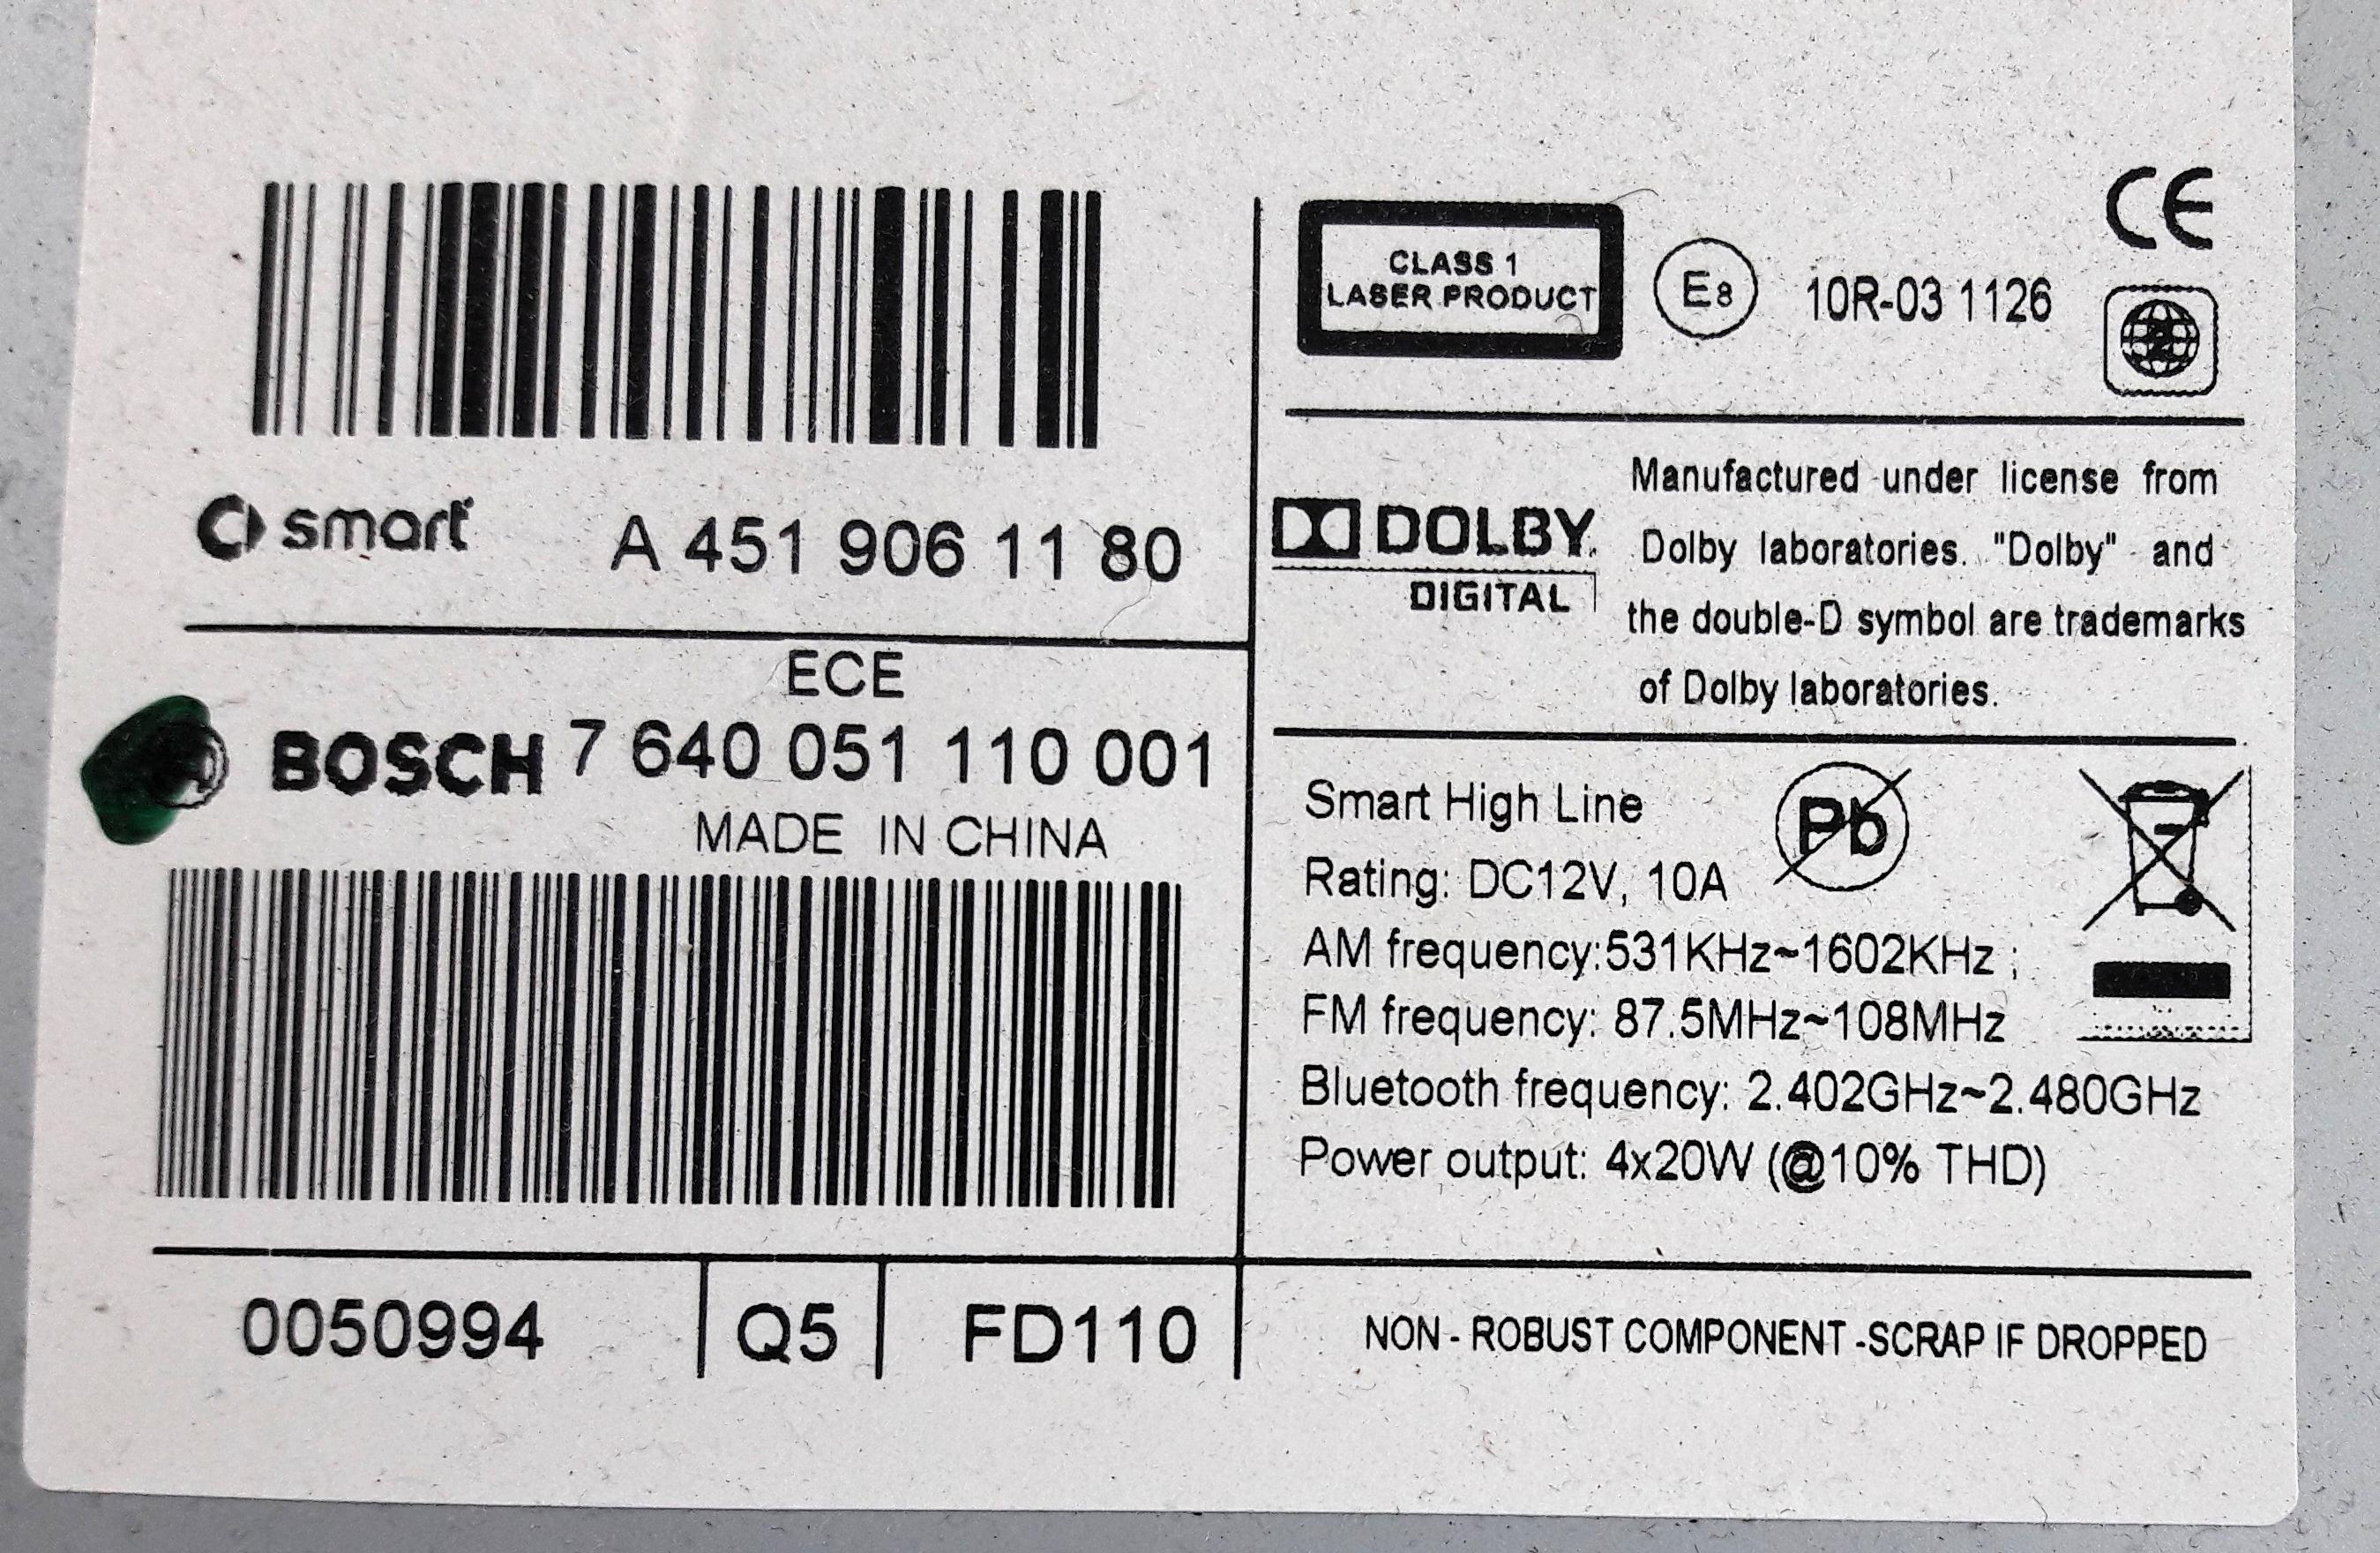 smart A 451 906 11 80
ECE
BOSCH 7 640 051 110 001
MADE IN CHINA
0050994 Q5 FD110
CLASS 1
LASER PRODUCT
E8 10R-03 1126
CE
2
DOLBY
DIGITAL
Manufactured under license from
Dolby laboratories. "Dolby" and
the double-D symbol are trademarks
of Dolby laboratories.
Smart High Line
Pb
Rating: DC12V, 10A
AM frequency:531KHz~1602KHz ;
FM frequency: 87.5MHz~108MHz
Bluetooth frequency: 2.402GHz~2.480GHz
Power output: 4x20W (@10% THD)
NON - ROBUST COMPONENT -SCRAP IF DROPPED